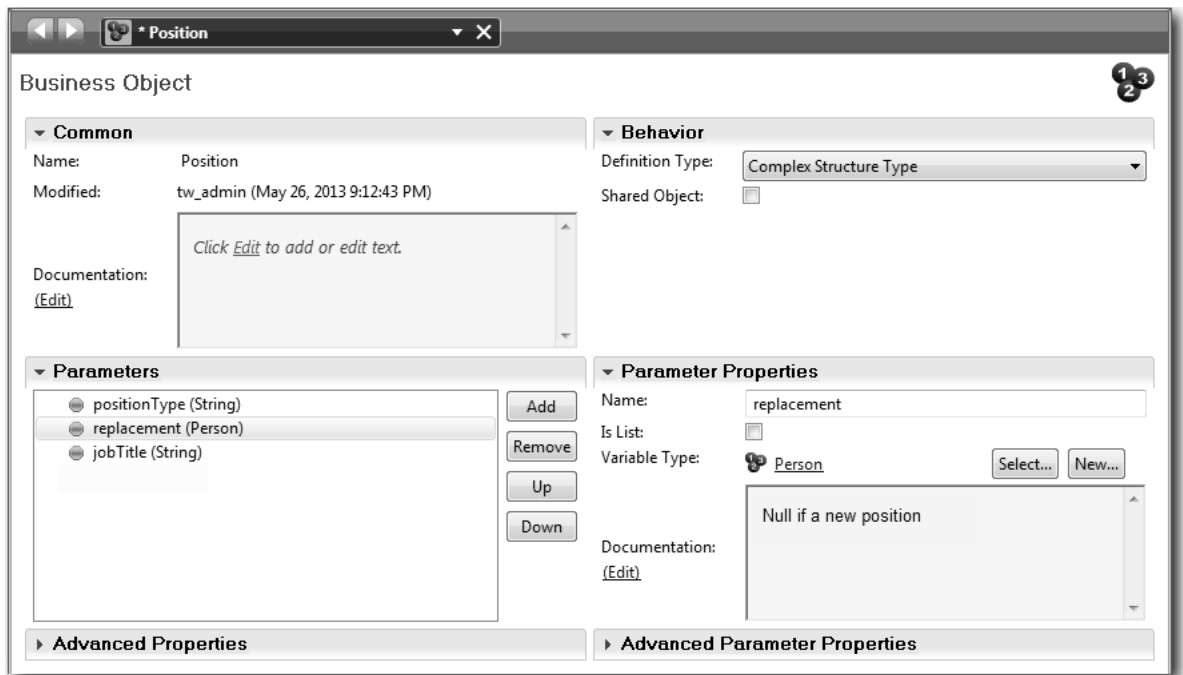 * Position
Business Object
1 2 3
Common
Name: Position
Modified: tw_admin (May 26, 2013 9:12:43 PM)
Click Edit to add or edit text.
Documentation:
(Edit)
Behavior
Definition Type: Complex Structure Type
Shared Object:
Parameters
positionType (String)
replacement (Person)
jobTitle (String)
Add
Remove
Up
Down
Parameter Properties
Name: replacement
Is List:
Variable Type: Person Select... New...
Null if a new position
Documentation:
(Edit)
Advanced Properties
Advanced Parameter Properties